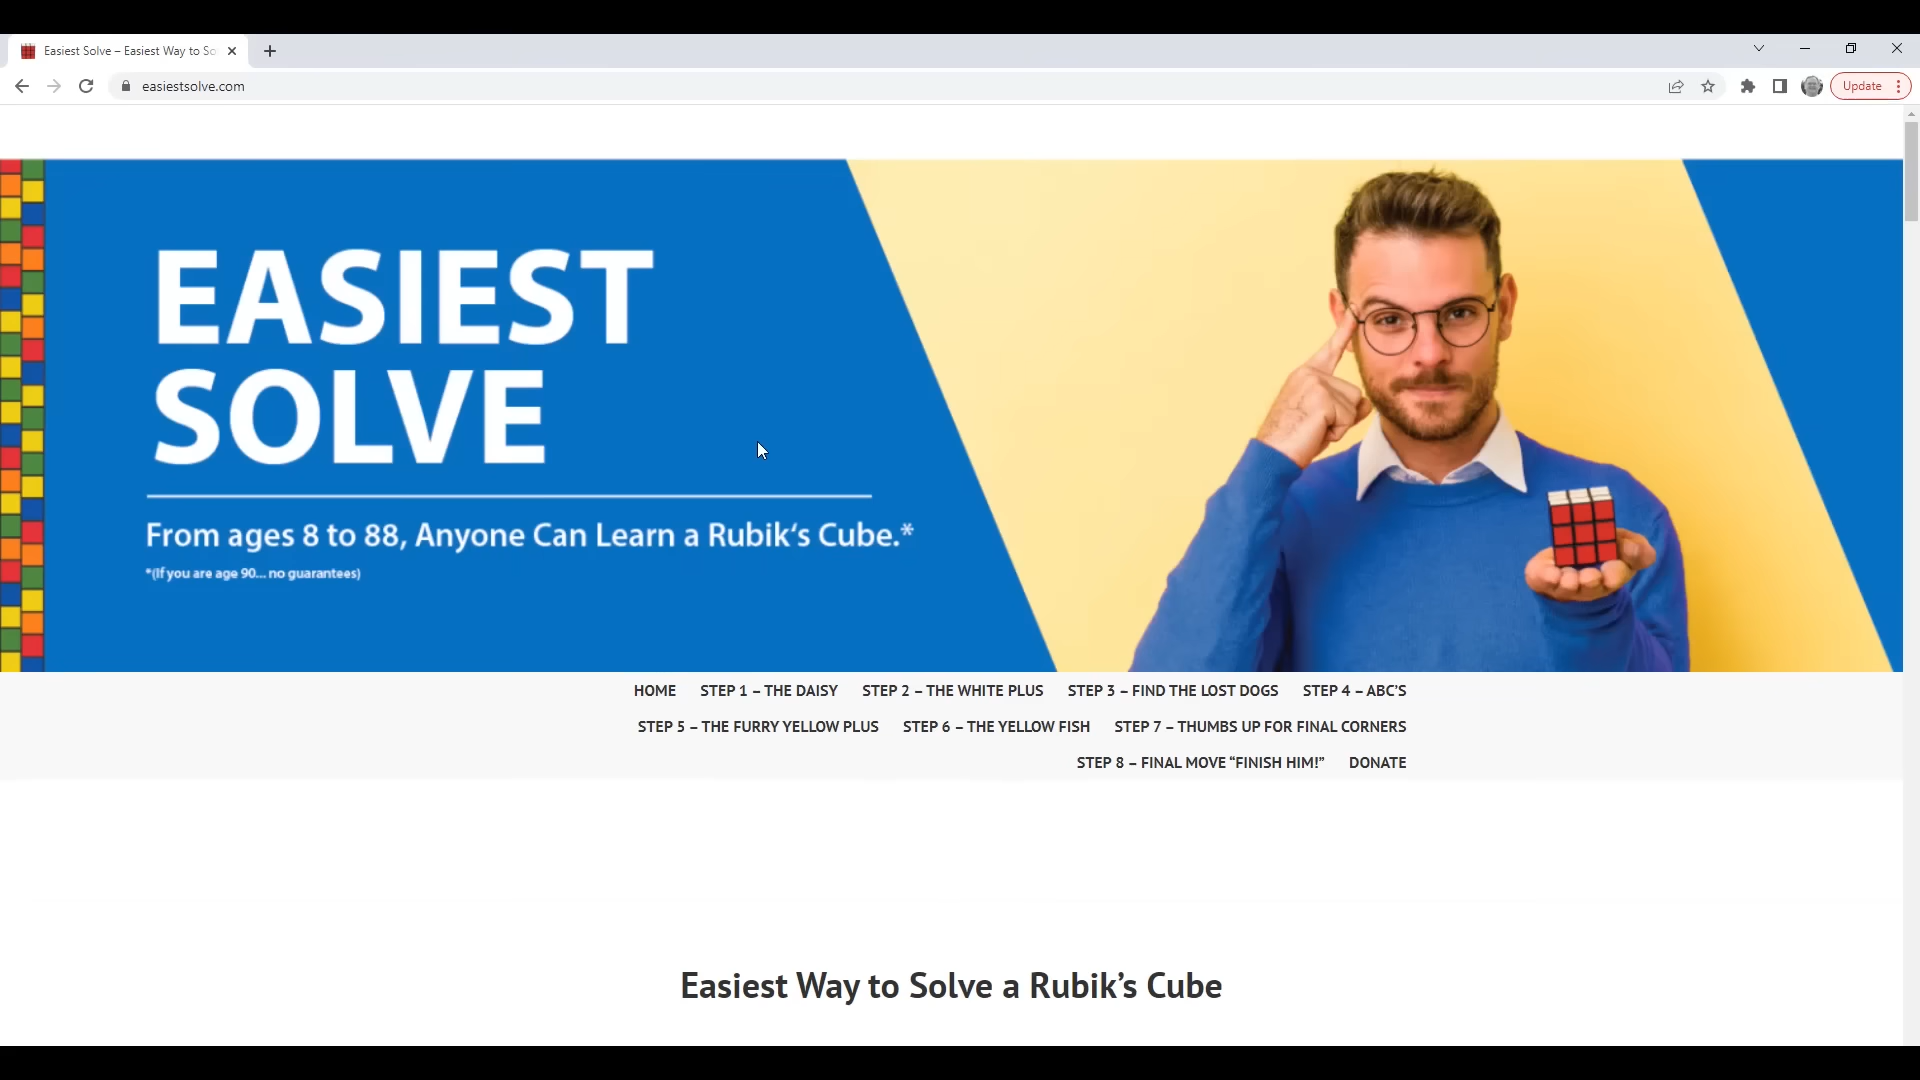 Easiest Solve – Easiest Way to So
easiestsolve.com
Update
EASIEST
SOLVE
From ages 8 to 88, Anyone Can Learn a Rubik‘s Cube.*
*(If you are age 90... no guarantees)
HOME STEP 1 – THE DAISY STEP 2 – THE WHITE PLUS STEP 3 – FIND THE LOST DOGS STEP 4 – ABC’S
STEP 5 – THE FURRY YELLOW PLUS STEP 6 – THE YELLOW FISH STEP 7 – THUMBS UP FOR FINAL CORNERS
STEP 8 – FINAL MOVE “FINISH HIM!” DONATE
Easiest Way to Solve a Rubik’s Cube